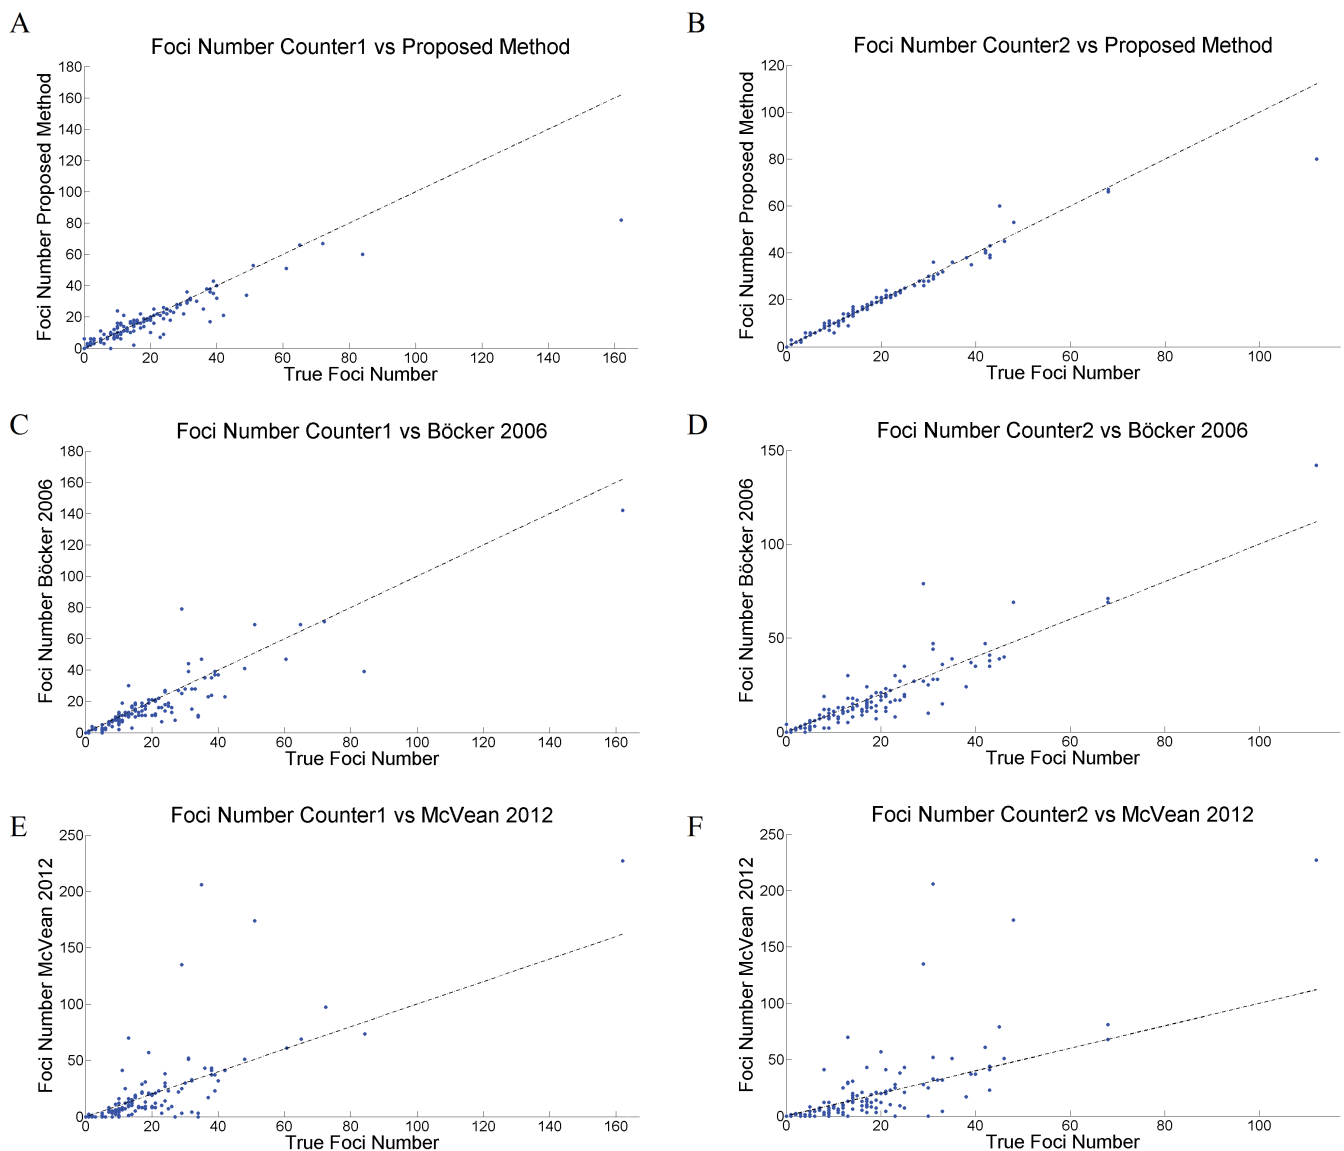 A
Foci Number Counter1 vs Proposed Method
Foci Number Proposed Method
180
160
140
120
100
80
60
40
20
0
0 20 40 60 80 100 120 140 160
True Foci Number
B
Foci Number Counter2 vs Proposed Method
Foci Number Proposed Method
120
100
80
60
40
20
0
0 20 40 60 80 100
True Foci Number
C
Foci Number Counter1 vs Böcker 2006
Foci Number Böcker 2006
180
160
140
120
100
80
60
40
20
0
0 20 40 60 80 100 120 140 160
True Foci Number
D
Foci Number Counter2 vs Böcker 2006
Foci Number Böcker 2006
150
100
50
0
0 20 40 60 80 100
True Foci Number
E
Foci Number Counter1 vs McVean 2012
Foci Number McVean 2012
250
200
150
100
50
0
0 20 40 60 80 100 120 140 160
True Foci Number
F
Foci Number Counter2 vs McVean 2012
Foci Number McVean 2012
250
200
150
100
50
0
0 20 40 60 80 100
True Foci Number